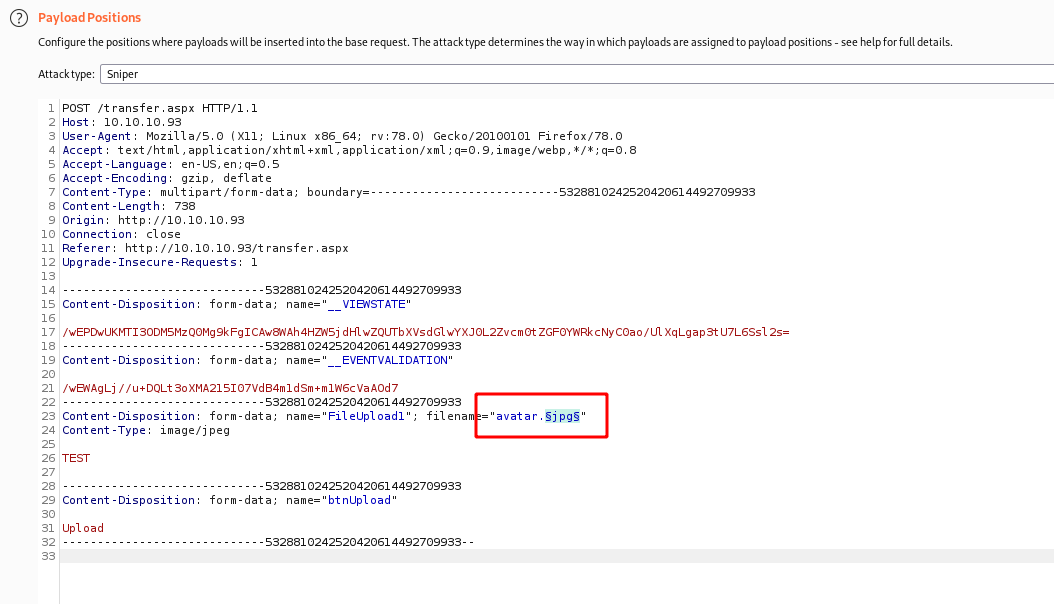 ? Payload Positions
Configure the positions where payloads will be inserted into the base request. The attack type determines the way in which payloads are assigned to payload positions - see help for full details.
Attack type: Sniper
1 POST /transfer.aspx HTTP/1.1
2 Host: 10.10.10.93
3 User-Agent: Mozilla/5.0 (X11; Linux x86_64; rv:78.0) Gecko/20100101 Firefox/78.0
4 Accept: text/html,application/xhtml+xml,application/xml;q=0.9,image/webp,*/*;q=0.8
5 Accept-Language: en-US,en;q=0.5
6 Accept-Encoding: gzip, deflate
7 Content-Type: multipart/form-data; boundary=---------------------------5328810242520420614492709933
8 Content-Length: 738
9 Origin: http://10.10.10.93
10 Connection: close
11 Referer: http://10.10.10.93/transfer.aspx
12 Upgrade-Insecure-Requests: 1
13
14 -----------------------------5328810242520420614492709933
15 Content-Disposition: form-data; name="__VIEWSTATE"
16
17 /wEPDwUKMTI3ODM5MzQ0Mg9kFgICAw8WAh4HZW5jdHlwZQUTbXVsdGlwYXJ0L2Zvcm0tZGF0YWRkcNyC0ao/UlXqLgap3tU7L6Ssl2s=
18 -----------------------------5328810242520420614492709933
19 Content-Disposition: form-data; name="__EVENTVALIDATION"
20
21 /wEWAgLj//u+DQLt3oXMA215I07VdB4m1dSm+m1W6cVaAOd7
22 -----------------------------5328810242520420614492709933
23 Content-Disposition: form-data; name="FileUpload1"; filename="avatar.§jpg§"
24 Content-Type: image/jpeg
25
26 TEST
27
28 -----------------------------5328810242520420614492709933
29 Content-Disposition: form-data; name="btnUpload"
30
31 Upload
32 -----------------------------5328810242520420614492709933--
33